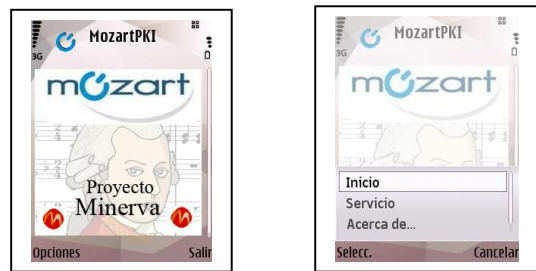 3G
MozartPKI
mozart
Proyecto
Minerva
Opciones
Salir
3G
MozartPKI
mozart
Inicio
Servicio
Acerca de...
Selecc.
Cancelar